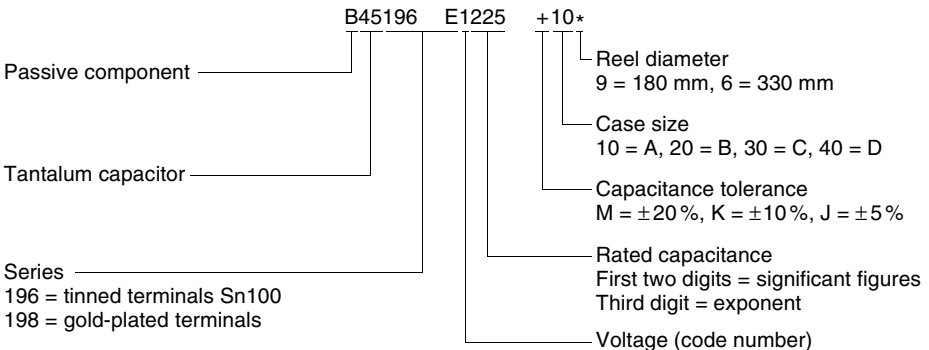 B45196 E1225 +10*
Passive component
Tantalum capacitor
Series
196 = tinned terminals Sn100
198 = gold-plated terminals
Reel diameter
9 = 180 mm, 6 = 330 mm
Case size
10 = A, 20 = B, 30 = C, 40 = D
Capacitance tolerance
M = ±20%, K = ±10%, J = ±5%
Rated capacitance
First two digits = significant figures
Third digit = exponent
Voltage (code number)